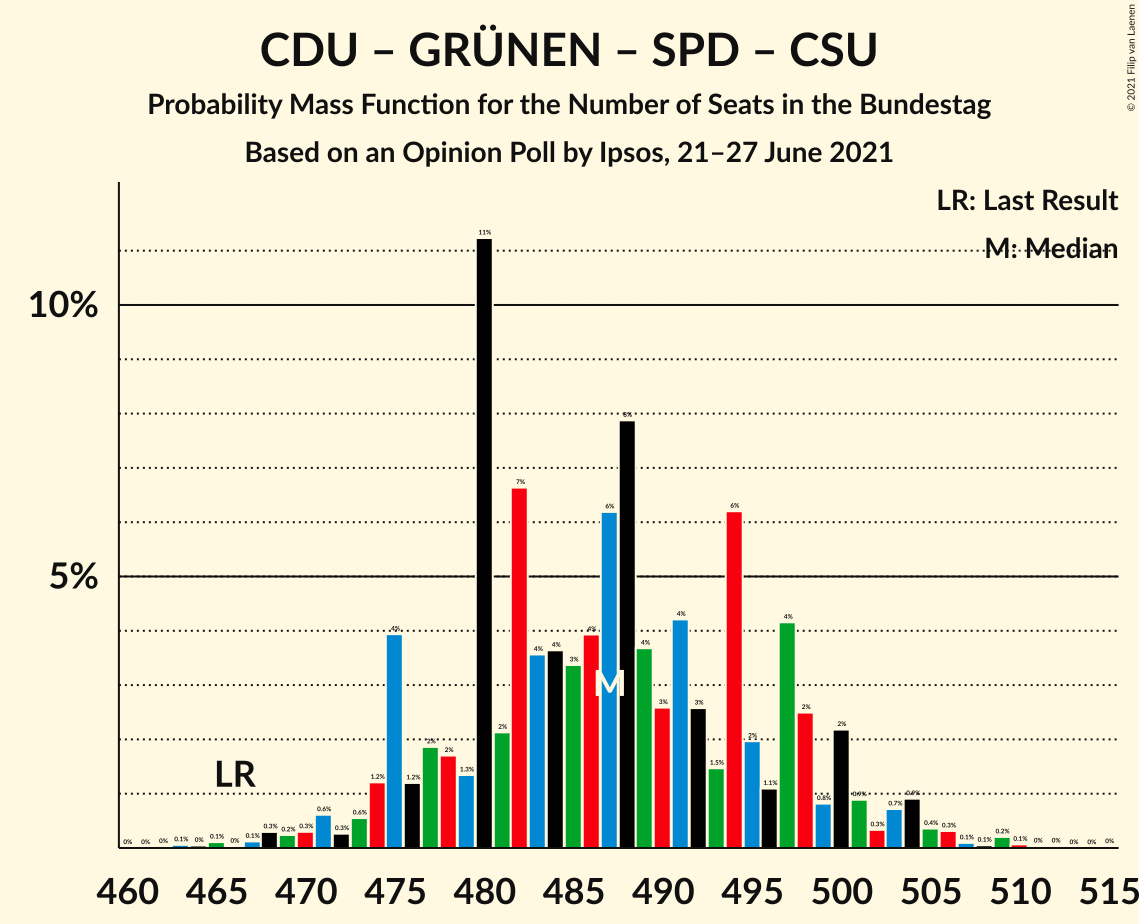 CDU – GRÜNEN – SPD – CSU
Probability Mass Function for the Number of Seats in the Bundestag
Based on an Opinion Poll by Ipsos, 21–27 June 2021
© 2021 Filip van Laenen
LR: Last Result
M: Median
10%
5%
0% 0% 0% 0.1% 0% 0.1% 0% 0.1% 0.3% 0.2% 0.3% 0.6% 0.3% 0.6% 1.2% 4% 1.2% 2% 2% 1.3% 11% 2% 7% 4% 4% 3% 4% 6% 8% 4% 3% 4% 3% 1.5% 6% 2% 1.1% 4% 2% 0.8% 2% 0.9% 0.3% 0.7% 0.9% 0.4% 0.3% 0.1% 0.1% 0.2% 0.1% 0% 0% 0% 0% 0%
LR
M
460 465 470 475 480 485 490 495 500 505 510 515